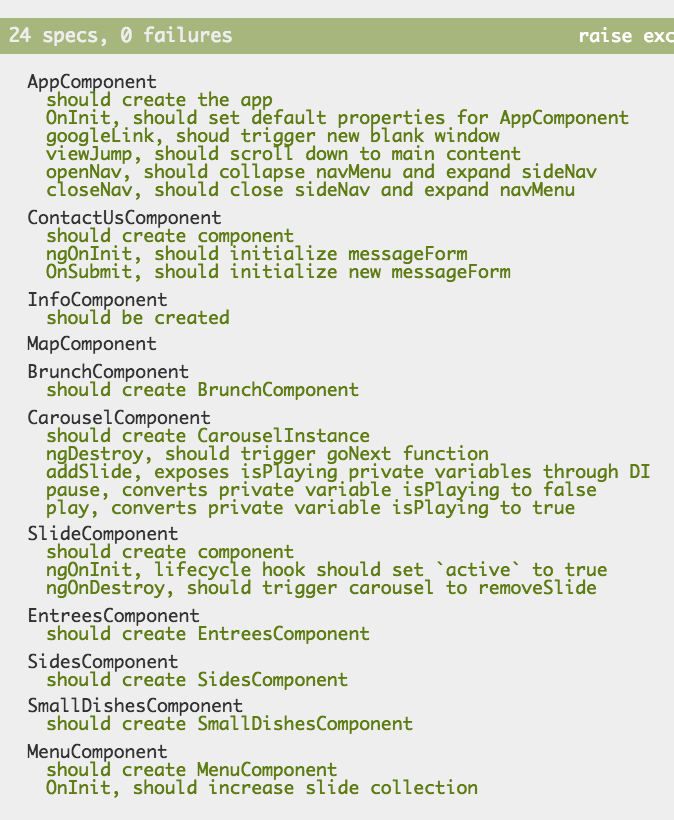 24 specs, 0 failures raise exc
AppComponent
should create the app
OnInit, should set default properties for AppComponent
googleLink, shoud trigger new blank window
viewJump, should scroll down to main content
openNav, should collapse navMenu and expand sideNav
closeNav, should close sideNav and expand navMenu
ContactUsComponent
should create component
ngOnInit, should initialize messageForm
OnSubmit, should initialize new messageForm
InfoComponent
should be created
MapComponent
BrunchComponent
should create BrunchComponent
CarouselComponent
should create CarouselInstance
ngDestroy, should trigger goNext function
addSlide, exposes isPlaying private variables through DI
pause, converts private variable isPlaying to false
play, converts private variable isPlaying to true
SlideComponent
should create component
ngOnInit, lifecycle hook should set `active` to true
ngOnDestroy, should trigger carousel to removeSlide
EntreesComponent
should create EntreesComponent
SidesComponent
should create SidesComponent
SmallDishesComponent
should create SmallDishesComponent
MenuComponent
should create MenuComponent
OnInit, should increase slide collection